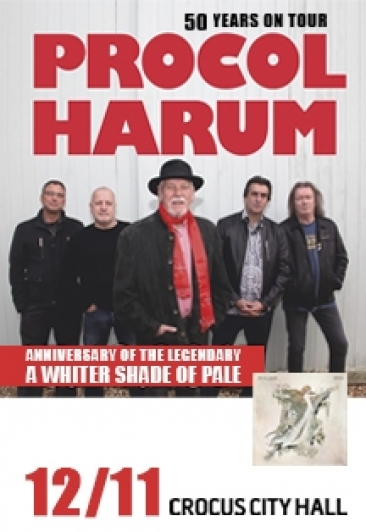 50 YEARS ON TOUR
PROCOL
HARUM
ANNIVERSARY OF THE LEGENDARY
A WHITER SHADE OF PALE
12/11 CROCUS CITY HALL